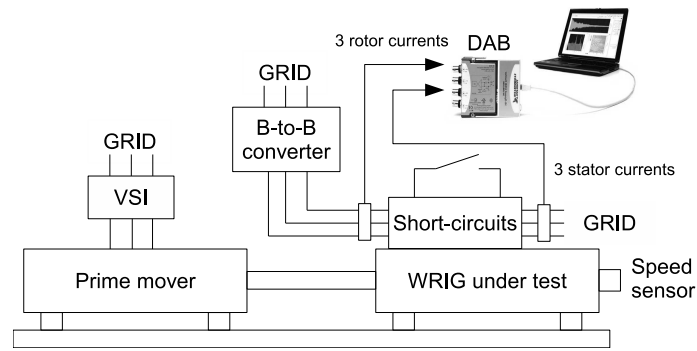 3 rotor currents
DAB
GRID
B-to-B
converter
GRID
VSI
3 stator currents
Short-circuits
GRID
Prime mover
WRIG under test
Speed
sensor